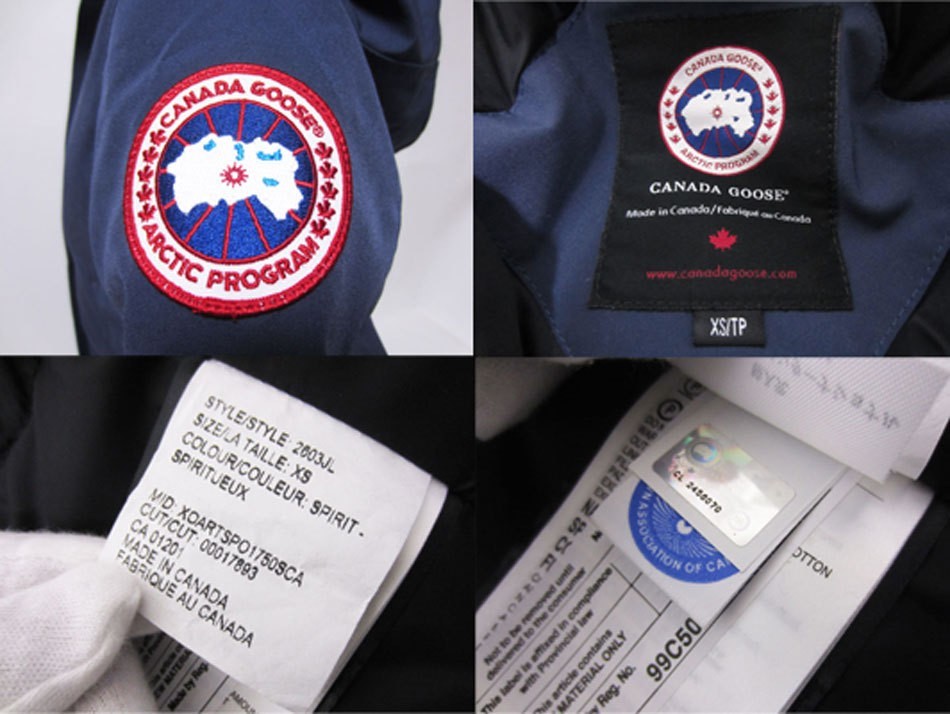 CANADA GOOSE®
ARCTIC PROGRAM
CANADA GOOSE®
ARCTIC PROGRAM
CANADA GOOSE®
Made in Canada/Fabriqué au Canada
www.canadagoose.com
XS/TP
STYLE/STYLE: 2603JL
SIZE/LA TAILLE: XS
COLOUR/COULEUR: SPIRIT-
SPIRITUEUX
MID: XOARTSPO1750SCA
CUT/CUT: 00017893
CA 01201
MADE IN CANADA
FABRIQUE AU CANADA
CL 2456070
N ASSOCIATION OF CA
OTTON
Not to be removed until
delivered to the consumer
This label is affixed in compliance
with Provincial law
This article contains
MATERIAL ONLY
by Reg. No.
99C50